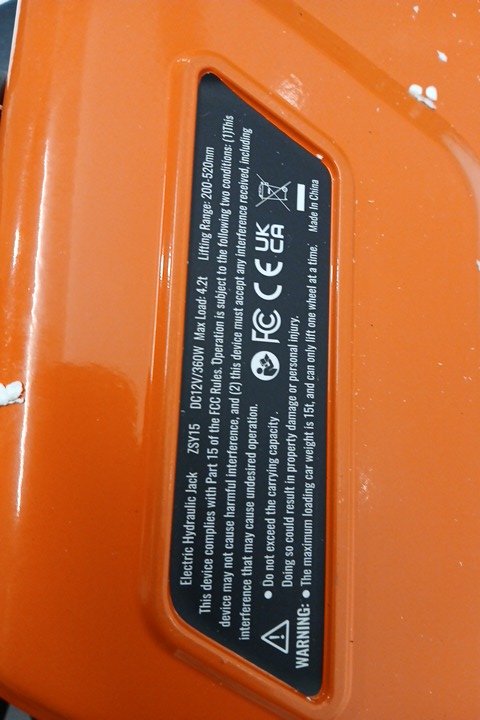 Electric Hydraulic Jack ZSY15 DC12V/360W Max Load: 4.2t Lifting Range: 200-520mm
This device complies with Part 15 of the FCC Rules. Operation is subject to the following two conditions: (1)This
device may not cause harmful interference, and (2) this device must accept any interference received, including
interference that may cause undesired operation.
FC CE UK CA
WARNING:
● Do not exceed the carrying capacity .
Doing so could result in property damage or personal injury.
● The maximum loading car weight is 15t, and can only lift one wheel at a time.
Made In China